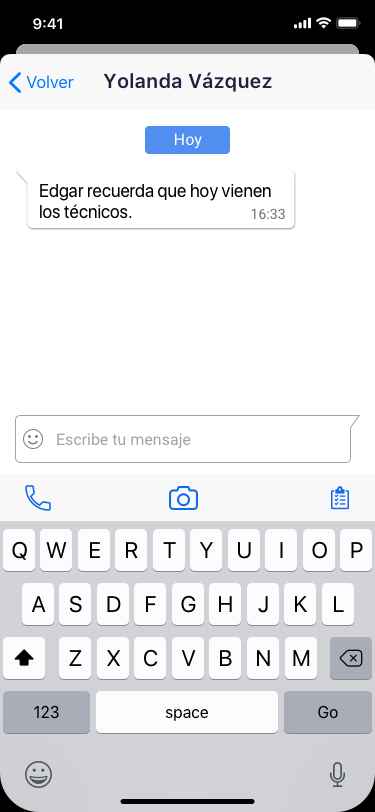 9:41
Volver
Yolanda Vázquez
Hoy
Edgar recuerda que hoy vienen
los técnicos.
16:33
Escribe tu mensaje
Q W E R T Y U I O P
A S D F G H J K L
Z X C V B N M
123 space Go